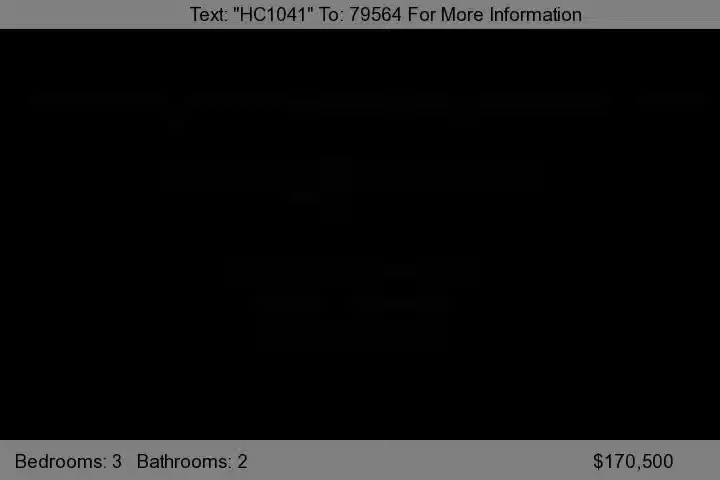 Text: "HC1041" To: 79564 For More Information
Bedrooms: 3 Bathrooms: 2 $170,500